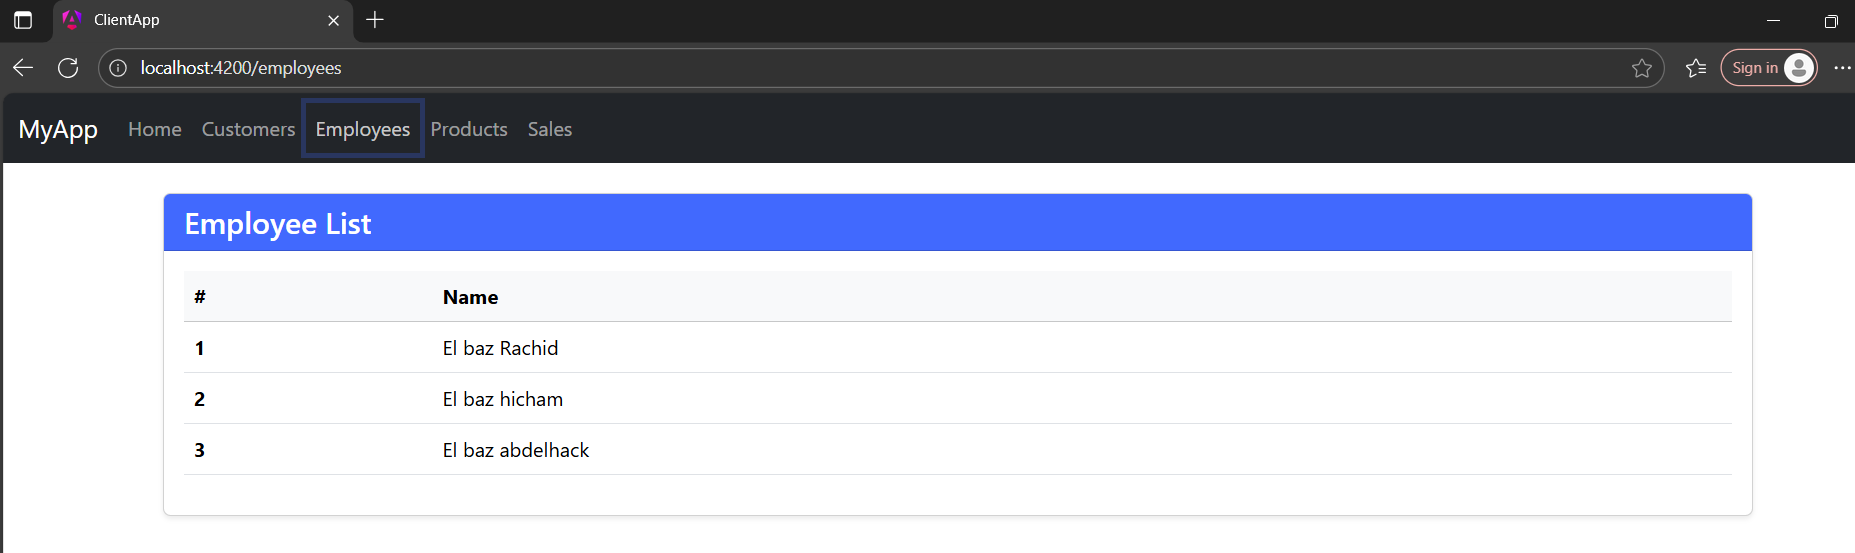 ClientApp
localhost:4200/employees
Sign in
MyApp Home Customers Employees Products Sales
Employee List
# Name
1 El baz Rachid
2 El baz hicham
3 El baz abdelhack